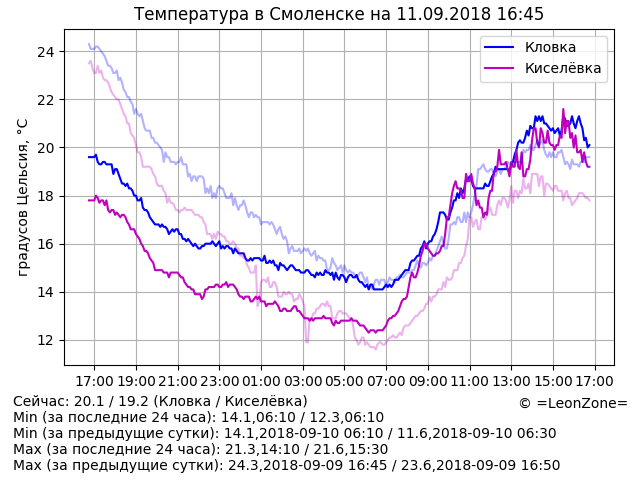 Температура в Смоленске на 11.09.2018 16:45
Кловка
Киселёвка
градусов Цельсия, °C
24
22
20
18
16
14
12
17:00 19:00 21:00 23:00 01:00 03:00 05:00 07:00 09:00 11:00 13:00 15:00 17:00
Сейчас: 20.1 / 19.2 (Кловка / Киселёвка)
© =LeonZone=
Min (за последние 24 часа): 14.1,06:10 / 12.3,06:10
Min (за предыдущие сутки): 14.1,2018-09-10 06:10 / 11.6,2018-09-10 06:30
Max (за последние 24 часа): 21.3,14:10 / 21.6,15:30
Max (за предыдущие сутки): 24.3,2018-09-09 16:45 / 23.6,2018-09-09 16:50